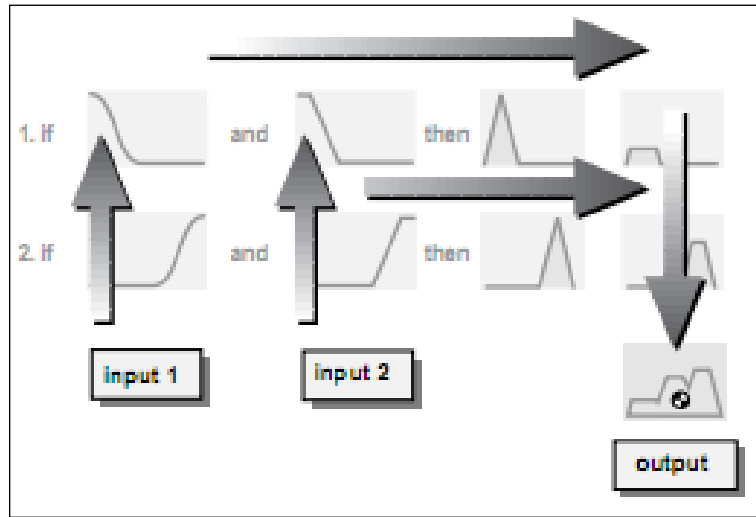 1. if and then
2. if and then
input 1 input 2
output